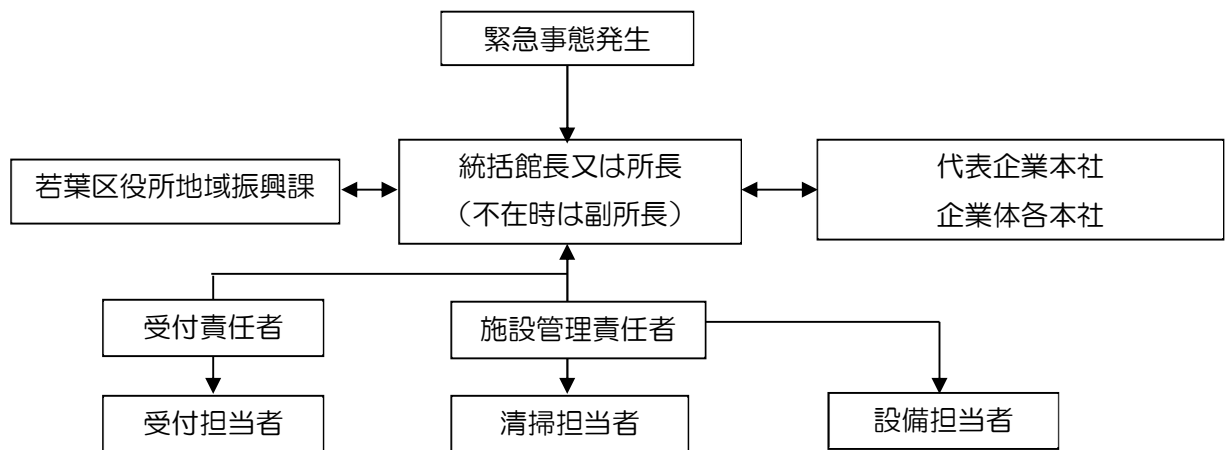 緊急事態発生
若葉区役所地域振興課
統括館長又は所長
（不在時は副所長）
代表企業本社
企業体各本社
受付責任者
施設管理責任者
受付担当者
清掃担当者
設備担当者